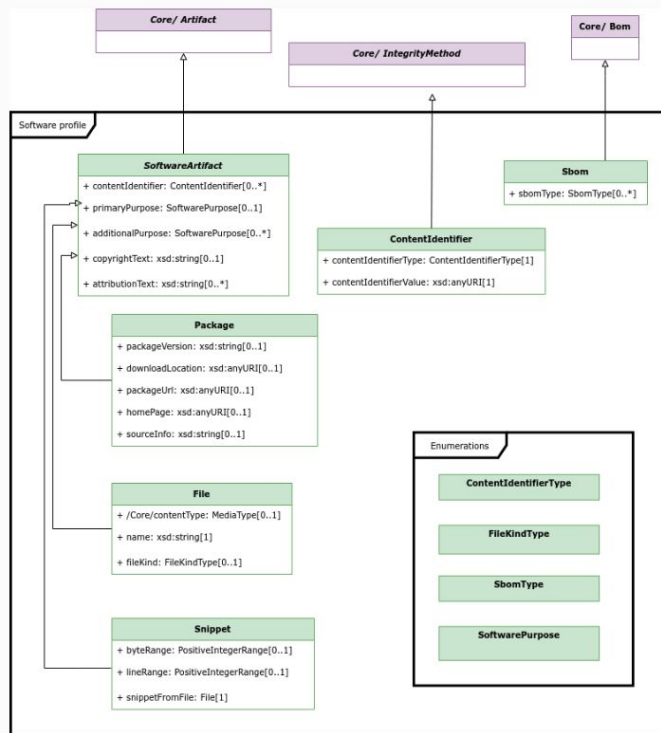 Core/ Artifact
Core/ IntegrityMethod
Core/ Bom
Software profile
SoftwareArtifact
+ contentIdentifier: ContentIdentifier[0..*]
+ primaryPurpose: SoftwarePurpose[0..1]
+ additionalPurpose: SoftwarePurpose[0..*]
+ copyrightText: xsd:string[0..1]
+ attributionText: xsd:string[0..*]
Sbom
+ sbomType: SbomType[0..*]
ContentIdentifier
+ contentIdentifierType: ContentIdentifierType[1]
+ contentIdentifierValue: xsd:anyURI[1]
Package
+ packageVersion: xsd:string[0..1]
+ downloadLocation: xsd:anyURI[0..1]
+ packageUrl: xsd:anyURI[0..1]
+ homePage: xsd:anyURI[0..1]
+ sourceInfo: xsd:string[0..1]
File
+ /Core/contentType: MediaType[0..1]
+ name: xsd:string[1]
+ fileKind: FileKindType[0..1]
Snippet
+ byteRange: PositiveIntegerRange[0..1]
+ lineRange: PositiveIntegerRange[0..1]
+ snippetFromFile: File[1]
Enumerations
ContentIdentifierType
FileKindType
SbomType
SoftwarePurpose